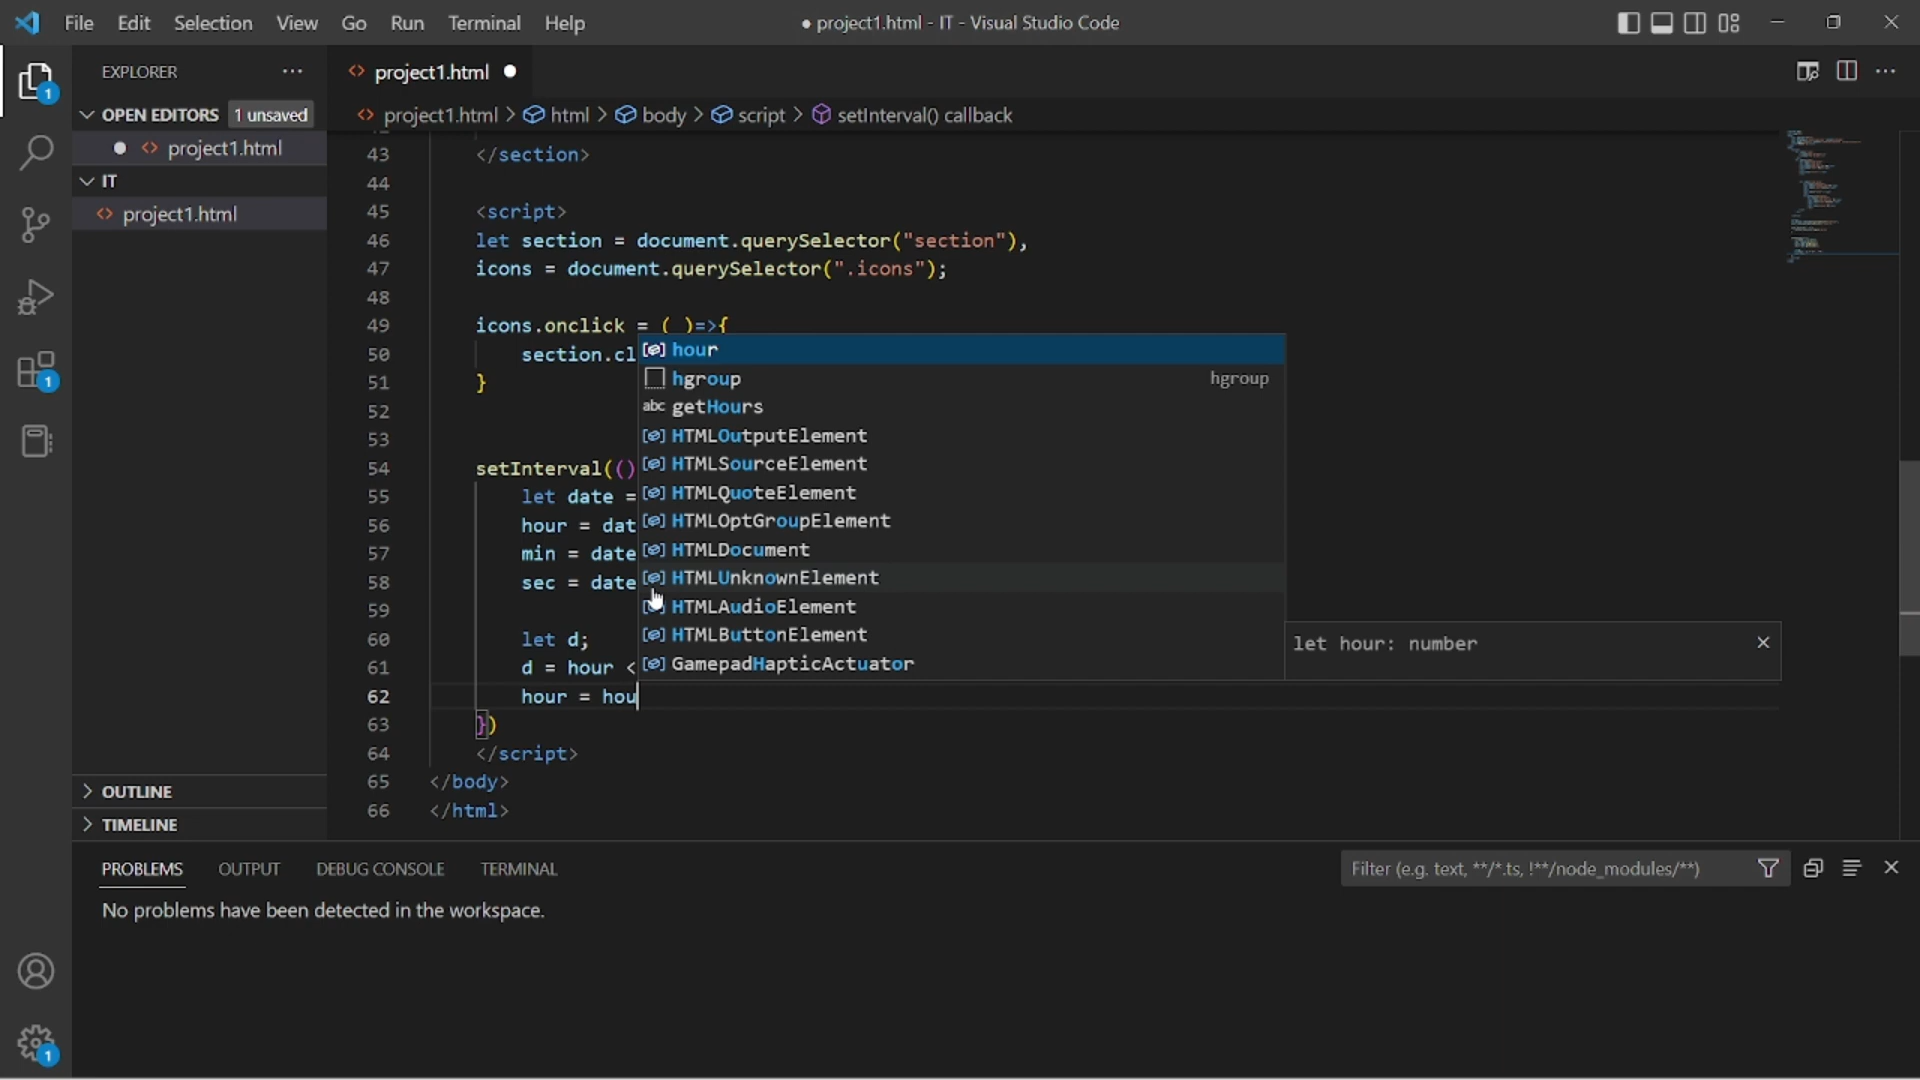 File Edit Selection View Go Run Terminal Help
● project1.html - IT - Visual Studio Code
EXPLORER
project1.html
OPEN EDITORS 1 unsaved
project1.html > html > body > script > setInterval() callback
project1.html
IT
project1.html
43 </section>
44
45 <script>
46 let section = document.querySelector("section"),
47 icons = document.querySelector(".icons");
48
49 icons.onclick = ( )=>{
50 section.cl
51 }
52
53
54 setInterval(()
55 let date =
56 hour = dat
57 min = date
58 sec = date
59
60 let d;
61 d = hour <
62 hour = hou
63 })
64 </script>
65 </body>
66 </html>
hour
hgroup hgroup
abc getHours
HTMLOutputElement
HTMLSourceElement
HTMLQuoteElement
HTMLOptGroupElement
HTMLDocument
HTMLUnknownElement
HTMLAudioElement
HTMLButtonElement
GamepadHapticActuator
let hour: number
OUTLINE
TIMELINE
PROBLEMS OUTPUT DEBUG CONSOLE TERMINAL
Filter (e.g. text, **/*.ts, !**/node_modules/**)
No problems have been detected in the workspace.
1
1
1